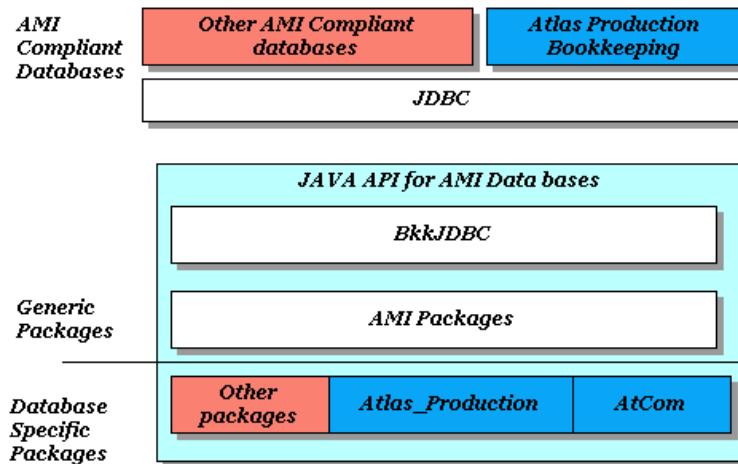 AMI
Compliant
Databases
Other AMI Compliant
databases
Atlas Production
Bookkeeping
JDBC
JAVA API for AMI Data bases
BkkJDBC
Generic
Packages
AMI Packages
Database
Specific
Packages
Other
packages
Atlas_Production
AtCom